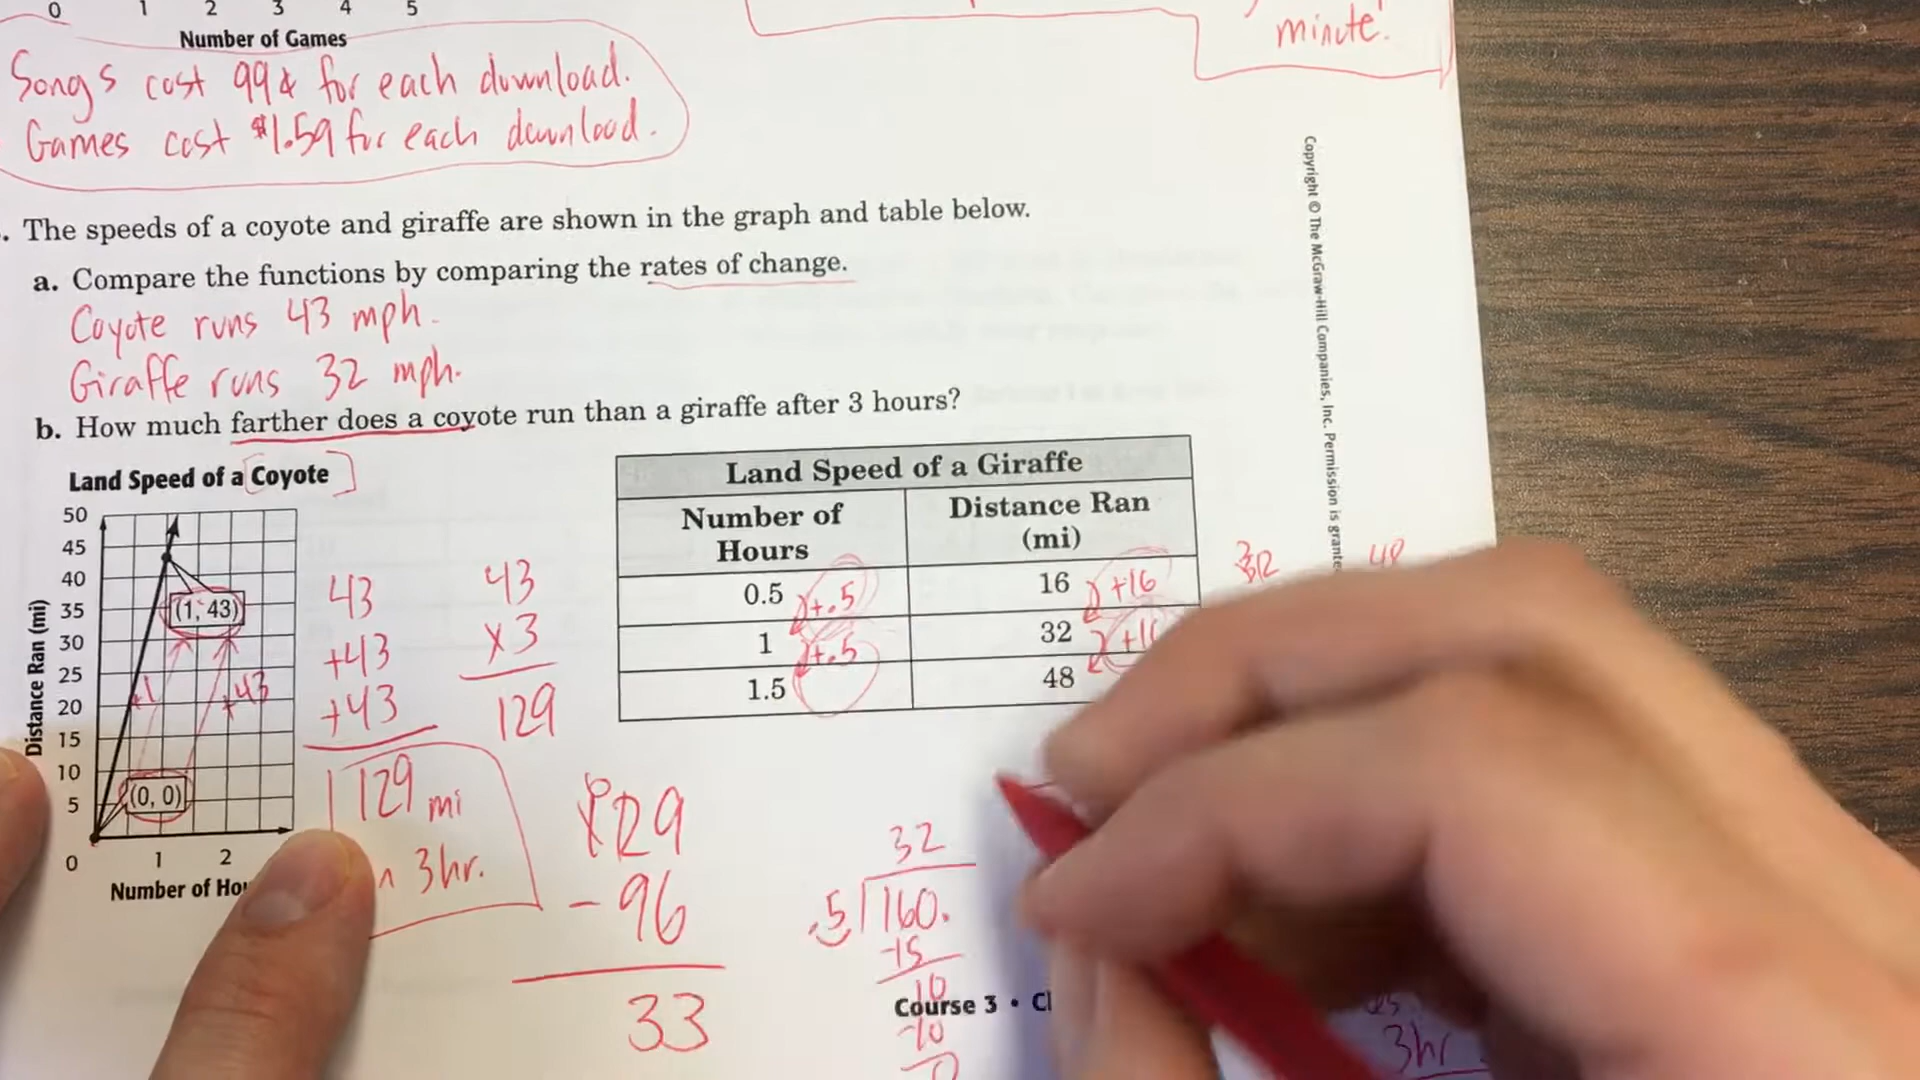 0 1 2 3 4 5
Number of Games
minute!
Songs cost 99¢ for each download.
Games cost $1.59 for each download.
. The speeds of a coyote and giraffe are shown in the graph and table below.
a. Compare the functions by comparing the rates of change.
Coyote runs 43 mph.
Giraffe runs 32 mph.
b. How much farther does a coyote run than a giraffe after 3 hours?
Land Speed of a Coyote
Distance Ran (mi)
50
45
40
35
30
25
20
15
10
5
0 1 2
(1, 43)
+1 +43
(0, 0)
Number of Hou
43
+43
+43
129 mi
3hr.
43
x3
129
129
-96
33
Land Speed of a Giraffe
Number of Hours Distance Ran (mi)
0.5 16
1 32
1.5 48
+.5 +16
+.5 +16
32
.5 160.
-15
10
-10
0
32 48
3hr
Course 3 •
Copyright © The McGraw-Hill Companies, Inc. Permission is grante